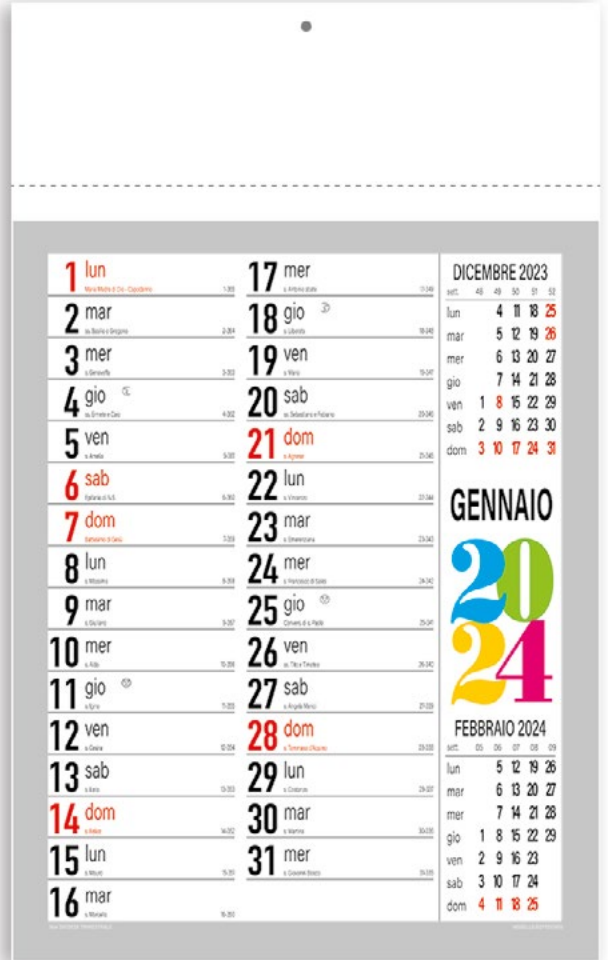 1 lun
Maria Madre di Dio - Capodanno
2 mar
ss. Basilio e Gregorio
3 mer
s. Genoveffa
4 gio
5 ven
s. Amelia
6 sab
Epifania di N.S.
7 dom
Battesimo di Gesù
8 lun
s. Massimo
9 mar
s. Giuliano
10 mer
s. Aldo
11 gio
s. Igino
12 ven
13 sab
s. Ilario
14 dom
s. Felice
15 lun
s. Mauro
16 mar
s. Marcello
17 mer
s. Antonio abate
18 gio
s. Liberata
19 ven
s. Mario
20 sab
ss. Sebastiano e Fabiano
21 dom
s. Agnese
22 lun
s. Vincenzo
23 mar
s. Emerenziana
24 mer
s. Francesco di Sales
25 gio
Convers. di s. Paolo
26 ven
ss. Tito e Timoteo
27 sab
s. Angela Merici
28 dom
s. Tommaso d'Aquino
29 lun
s. Costanzo
30 mar
s. Martina
31 mer
s. Giovanni Bosco
DICEMBRE 2023
sett. 48 49 50 51 52
lun 4 11 18 25
mar 5 12 19 26
mer 6 13 20 27
gio 7 14 21 28
ven 1 8 15 22 29
sab 2 9 16 23 30
dom 3 10 17 24 31
GENNAIO
20
24
FEBBRAIO 2024
sett. 05 06 07 08 09
lun 5 12 19 26
mar 6 13 20 27
mer 7 14 21 28
gio 1 8 15 22 29
ven 2 9 16 23
sab 3 10 17 24
dom 4 11 18 25